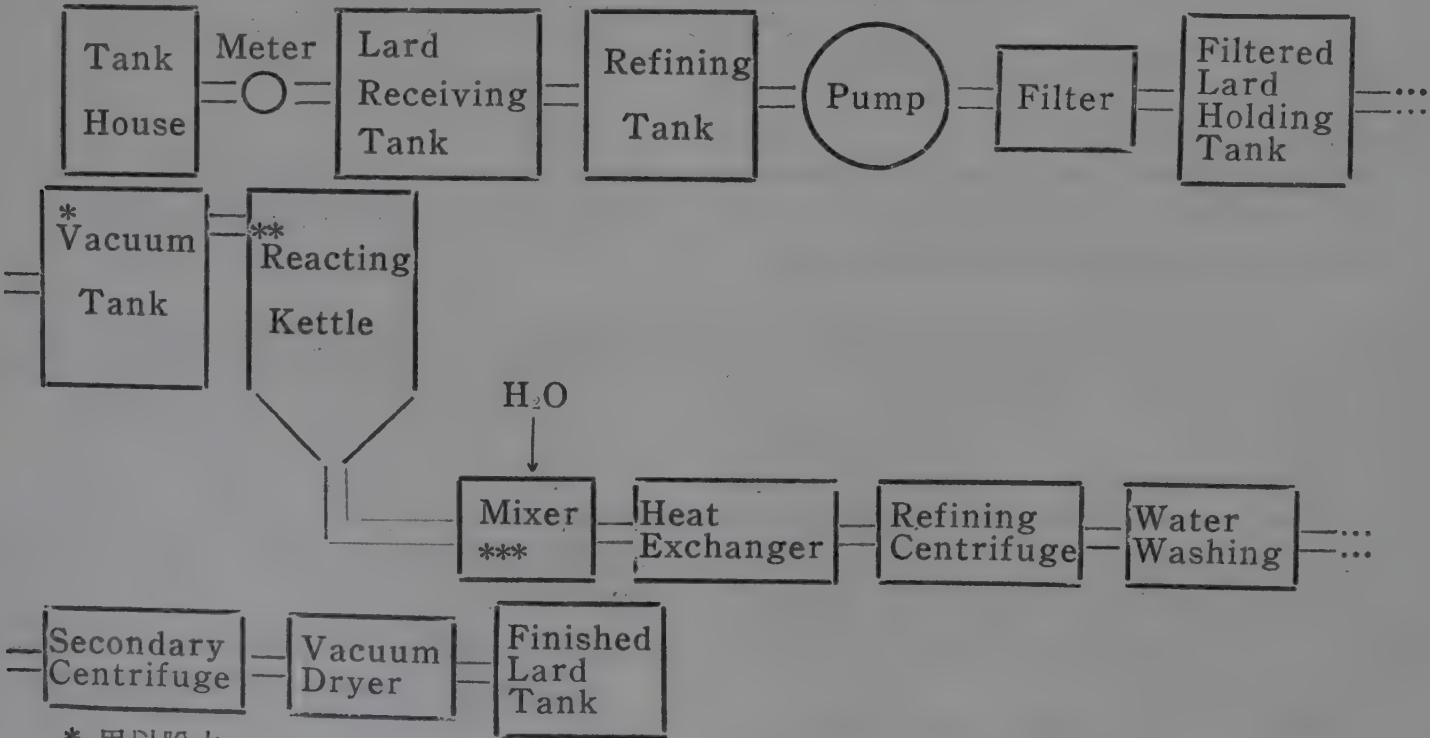 Tank
House
Meter
Lard
Receiving
Tank
Refining
Tank
Pump
Filter
Filtered
Lard
Holding
Tank
*
Vacuum
Tank
**
Reacting
Kettle
H₂O
Mixer
***
Heat
Exchanger
Refining
Centrifuge
Water
Washing
Secondary
Centrifuge
Vacuum
Dryer
Finished
Lard
Tank
*